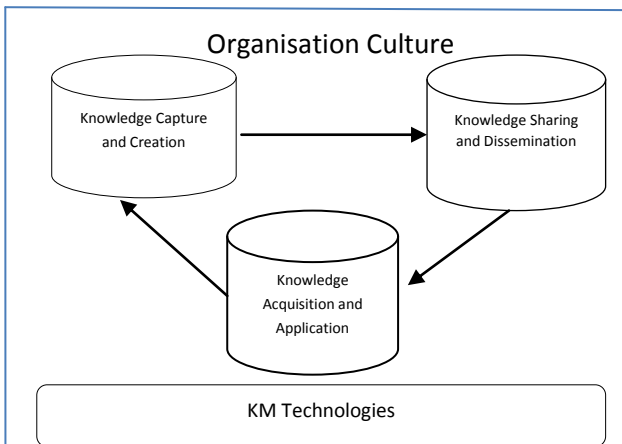 Organisation Culture
Knowledge Capture
and Creation
Knowledge Sharing
and Dissemination
Knowledge
Acquisition and
Application
KM Technologies